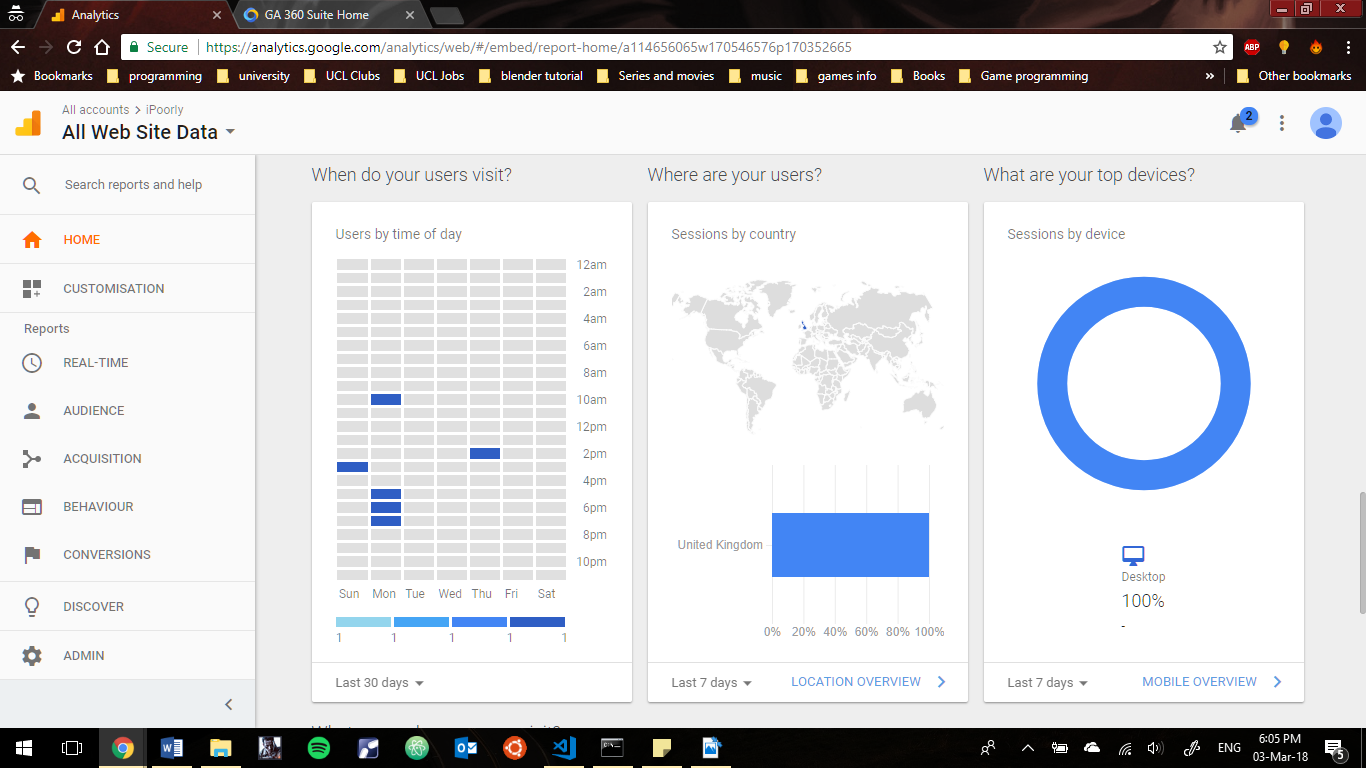 Analytics
GA 360 Suite Home
Secure
https://analytics.google.com/analytics/web/#/embed/report-home/a114656065w170546576p170352665
ABP
Bookmarks
programming
university
UCL Clubs
UCL Jobs
blender tutorial
Series and movies
music
games info
Books
Game programming
»
Other bookmarks
All accounts > iPoorly
All Web Site Data
2
Search reports and help
HOME
CUSTOMISATION
Reports
REAL-TIME
AUDIENCE
ACQUISITION
BEHAVIOUR
CONVERSIONS
DISCOVER
ADMIN
When do your users visit?
Users by time of day
12am
2am
4am
6am
8am
10am
12pm
2pm
4pm
6pm
8pm
10pm
Sun Mon Tue Wed Thu Fri Sat
1 1 1 1 1
Last 30 days
Where are your users?
Sessions by country
United Kingdom
0% 20% 40% 60% 80% 100%
Last 7 days
LOCATION OVERVIEW
What are your top devices?
Sessions by device
Desktop
100%
-
Last 7 days
MOBILE OVERVIEW
ENG
6:05 PM
03-Mar-18
5